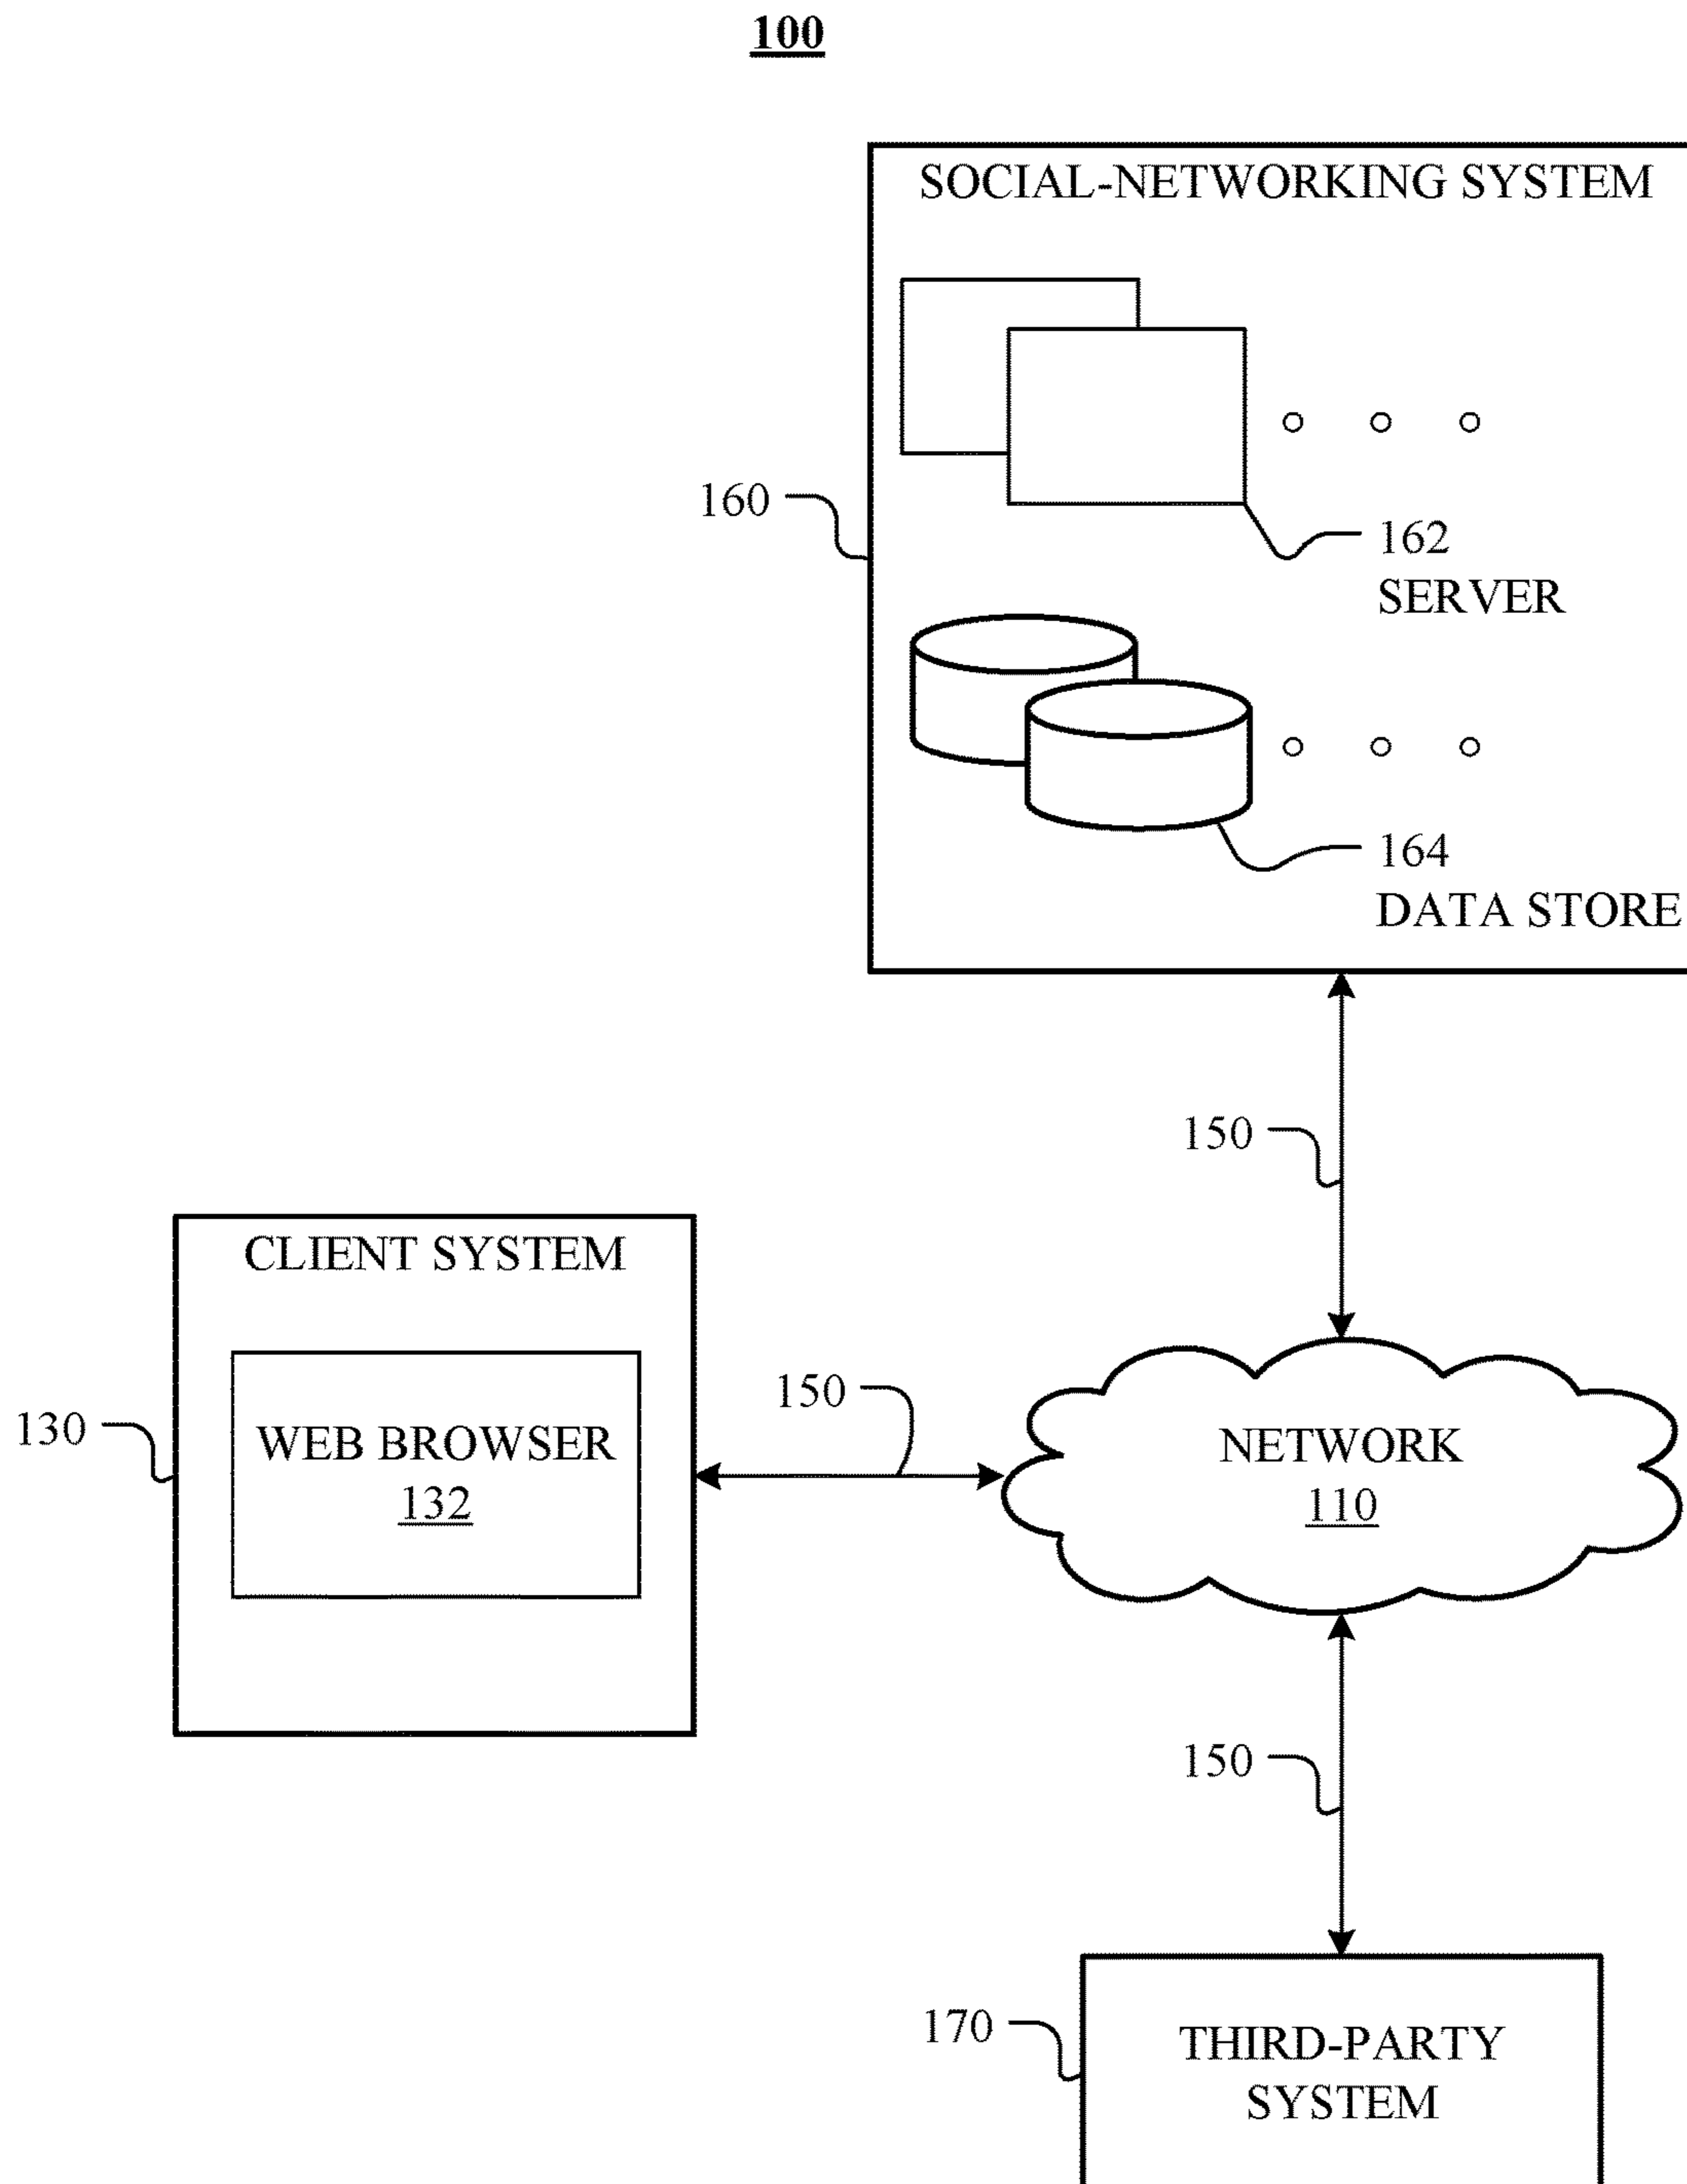 100
SOCIAL-NETWORKING SYSTEM
160
162
SERVER
164
DATA STORE
150
CLIENT SYSTEM
130
WEB BROWSER
132
150
NETWORK
110
150
170
THIRD-PARTY
SYSTEM